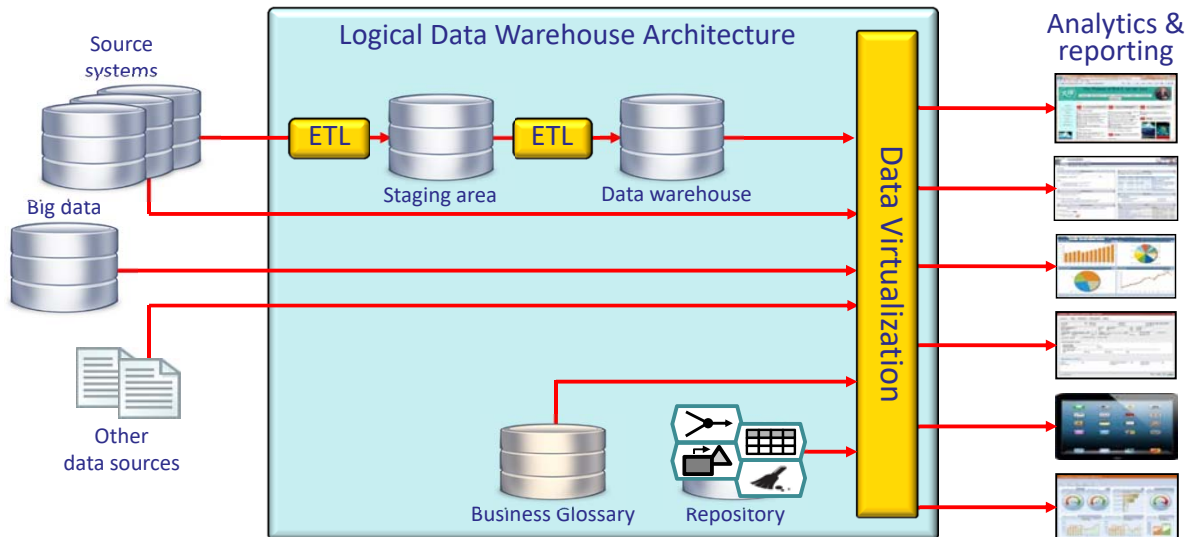 Logical Data Warehouse Architecture
Analytics &
reporting
Source
systems
ETL
ETL
Staging area
Data warehouse
Big data
Data Virtualization
Other
data sources
Business Glossary
Repository